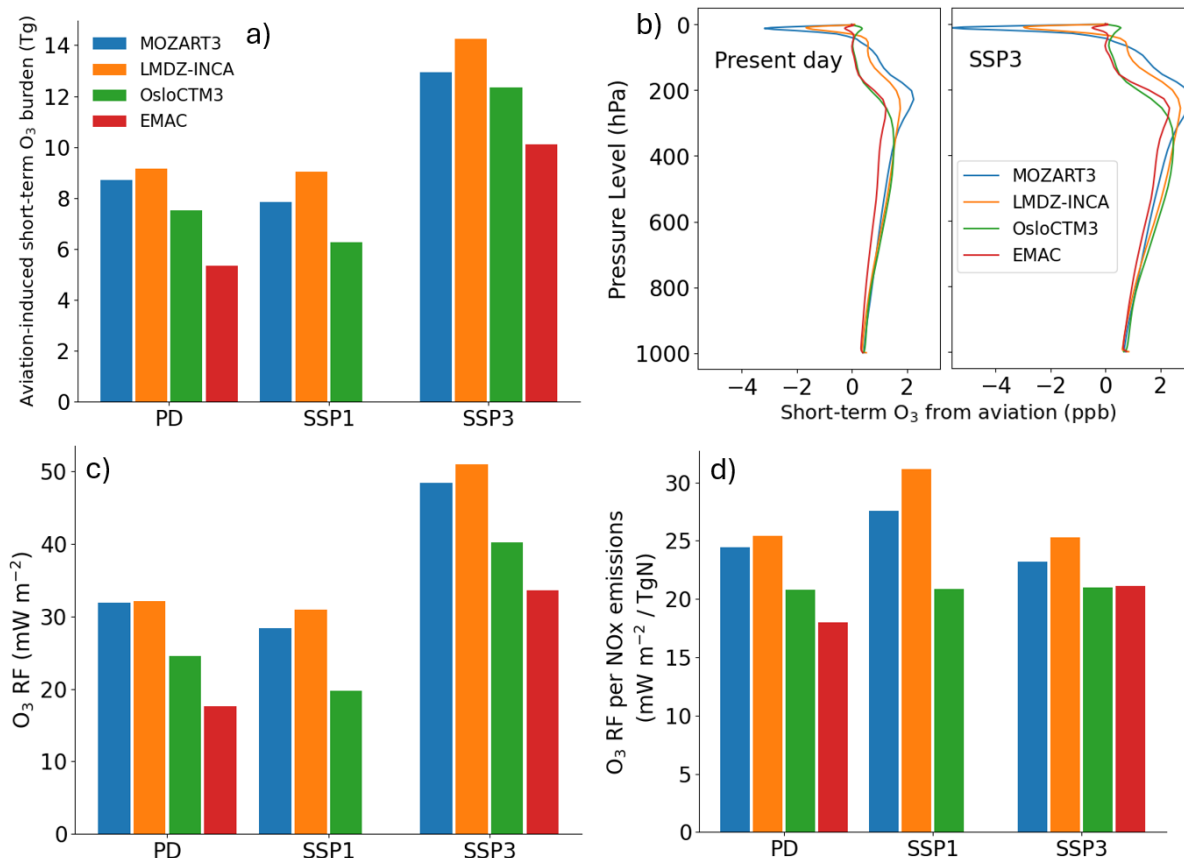 a)
Aviation-induced short-term O₃ burden (Tg)
14
12
10
8
6
4
2
0
MOZART3
LMDZ-INCA
OsloCTM3
EMAC
PD SSP1 SSP3
b)
Pressure Level (hPa)
0
200
400
600
800
1000
Present day
SSP3
MOZART3
LMDZ-INCA
OsloCTM3
EMAC
−4 −2 0 2 −4 −2 0 2
Short-term O₃ from aviation (ppb)
c)
O₃ RF (mW m⁻²)
50
40
30
20
10
0
PD SSP1 SSP3
d)
O₃ RF per NOx emissions
(mW m⁻² / TgN)
30
25
20
15
10
5
0
PD SSP1 SSP3